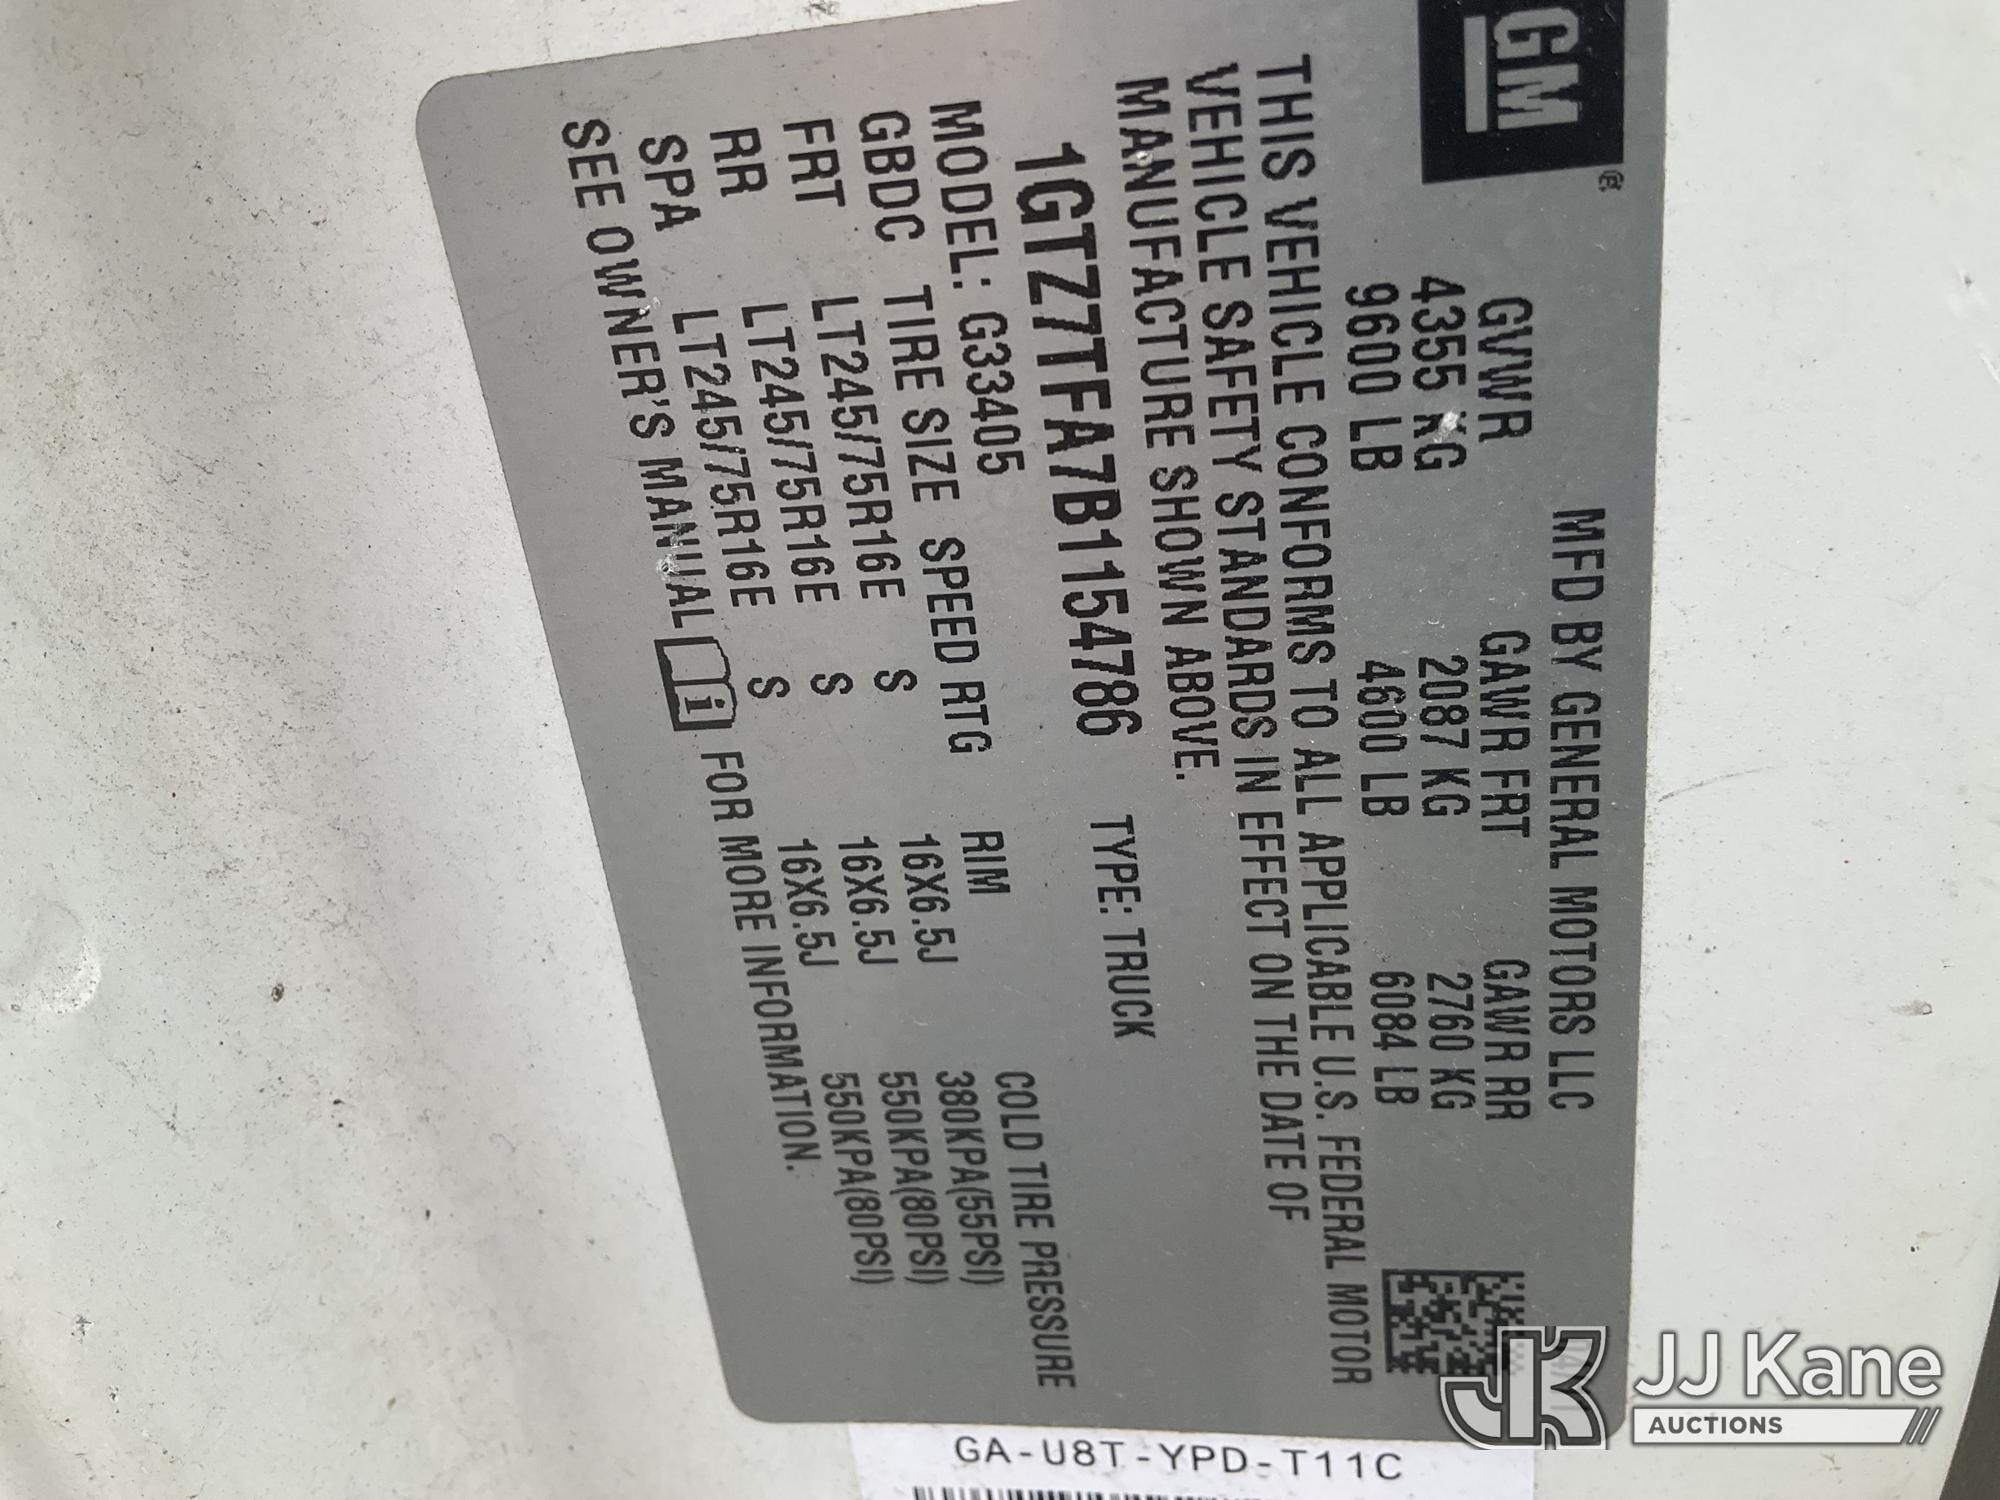 GM®
MFD BY GENERAL MOTORS LLC
GVWR GAWR FRT GAWR RR
4355 KG 2087 KG 2760 KG
9600 LB 4600 LB 6084 LB
THIS VEHICLE CONFORMS TO ALL APPLICABLE U.S. FEDERAL MOTOR
VEHICLE SAFETY STANDARDS IN EFFECT ON THE DATE OF
MANUFACTURE SHOWN ABOVE.
1GTZ7TFA7B1154786 TYPE: TRUCK
MODEL: G33405
GBDC TIRE SIZE SPEED RTG RIM COLD TIRE PRESSURE
FRT LT245/75R16E S 16X6.5J 380KPA(55PSI)
RR LT245/75R16E S 16X6.5J 550KPA(80PSI)
SPA LT245/75R16E S 16X6.5J 550KPA(80PSI)
SEE OWNER'S MANUAL i FOR MORE INFORMATION.
GA-U8T-YPD-T11C
JK JJ Kane
AUCTIONS